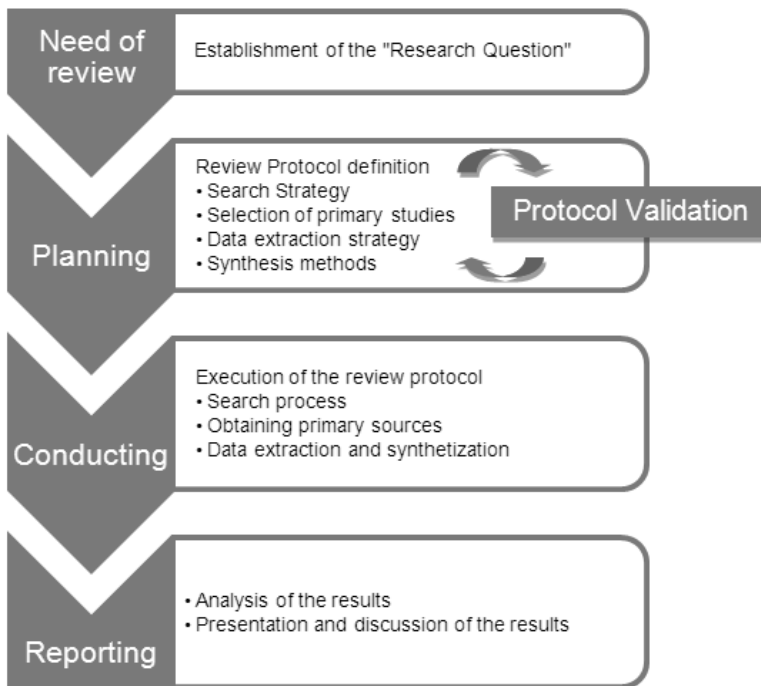 Need of
review
Establishment of the "Research Question"
Planning
Review Protocol definition
• Search Strategy
• Selection of primary studies
• Data extraction strategy
• Synthesis methods
Protocol Validation
Conducting
Execution of the review protocol
• Search process
• Obtaining primary sources
• Data extraction and synthetization
Reporting
• Analysis of the results
• Presentation and discussion of the results